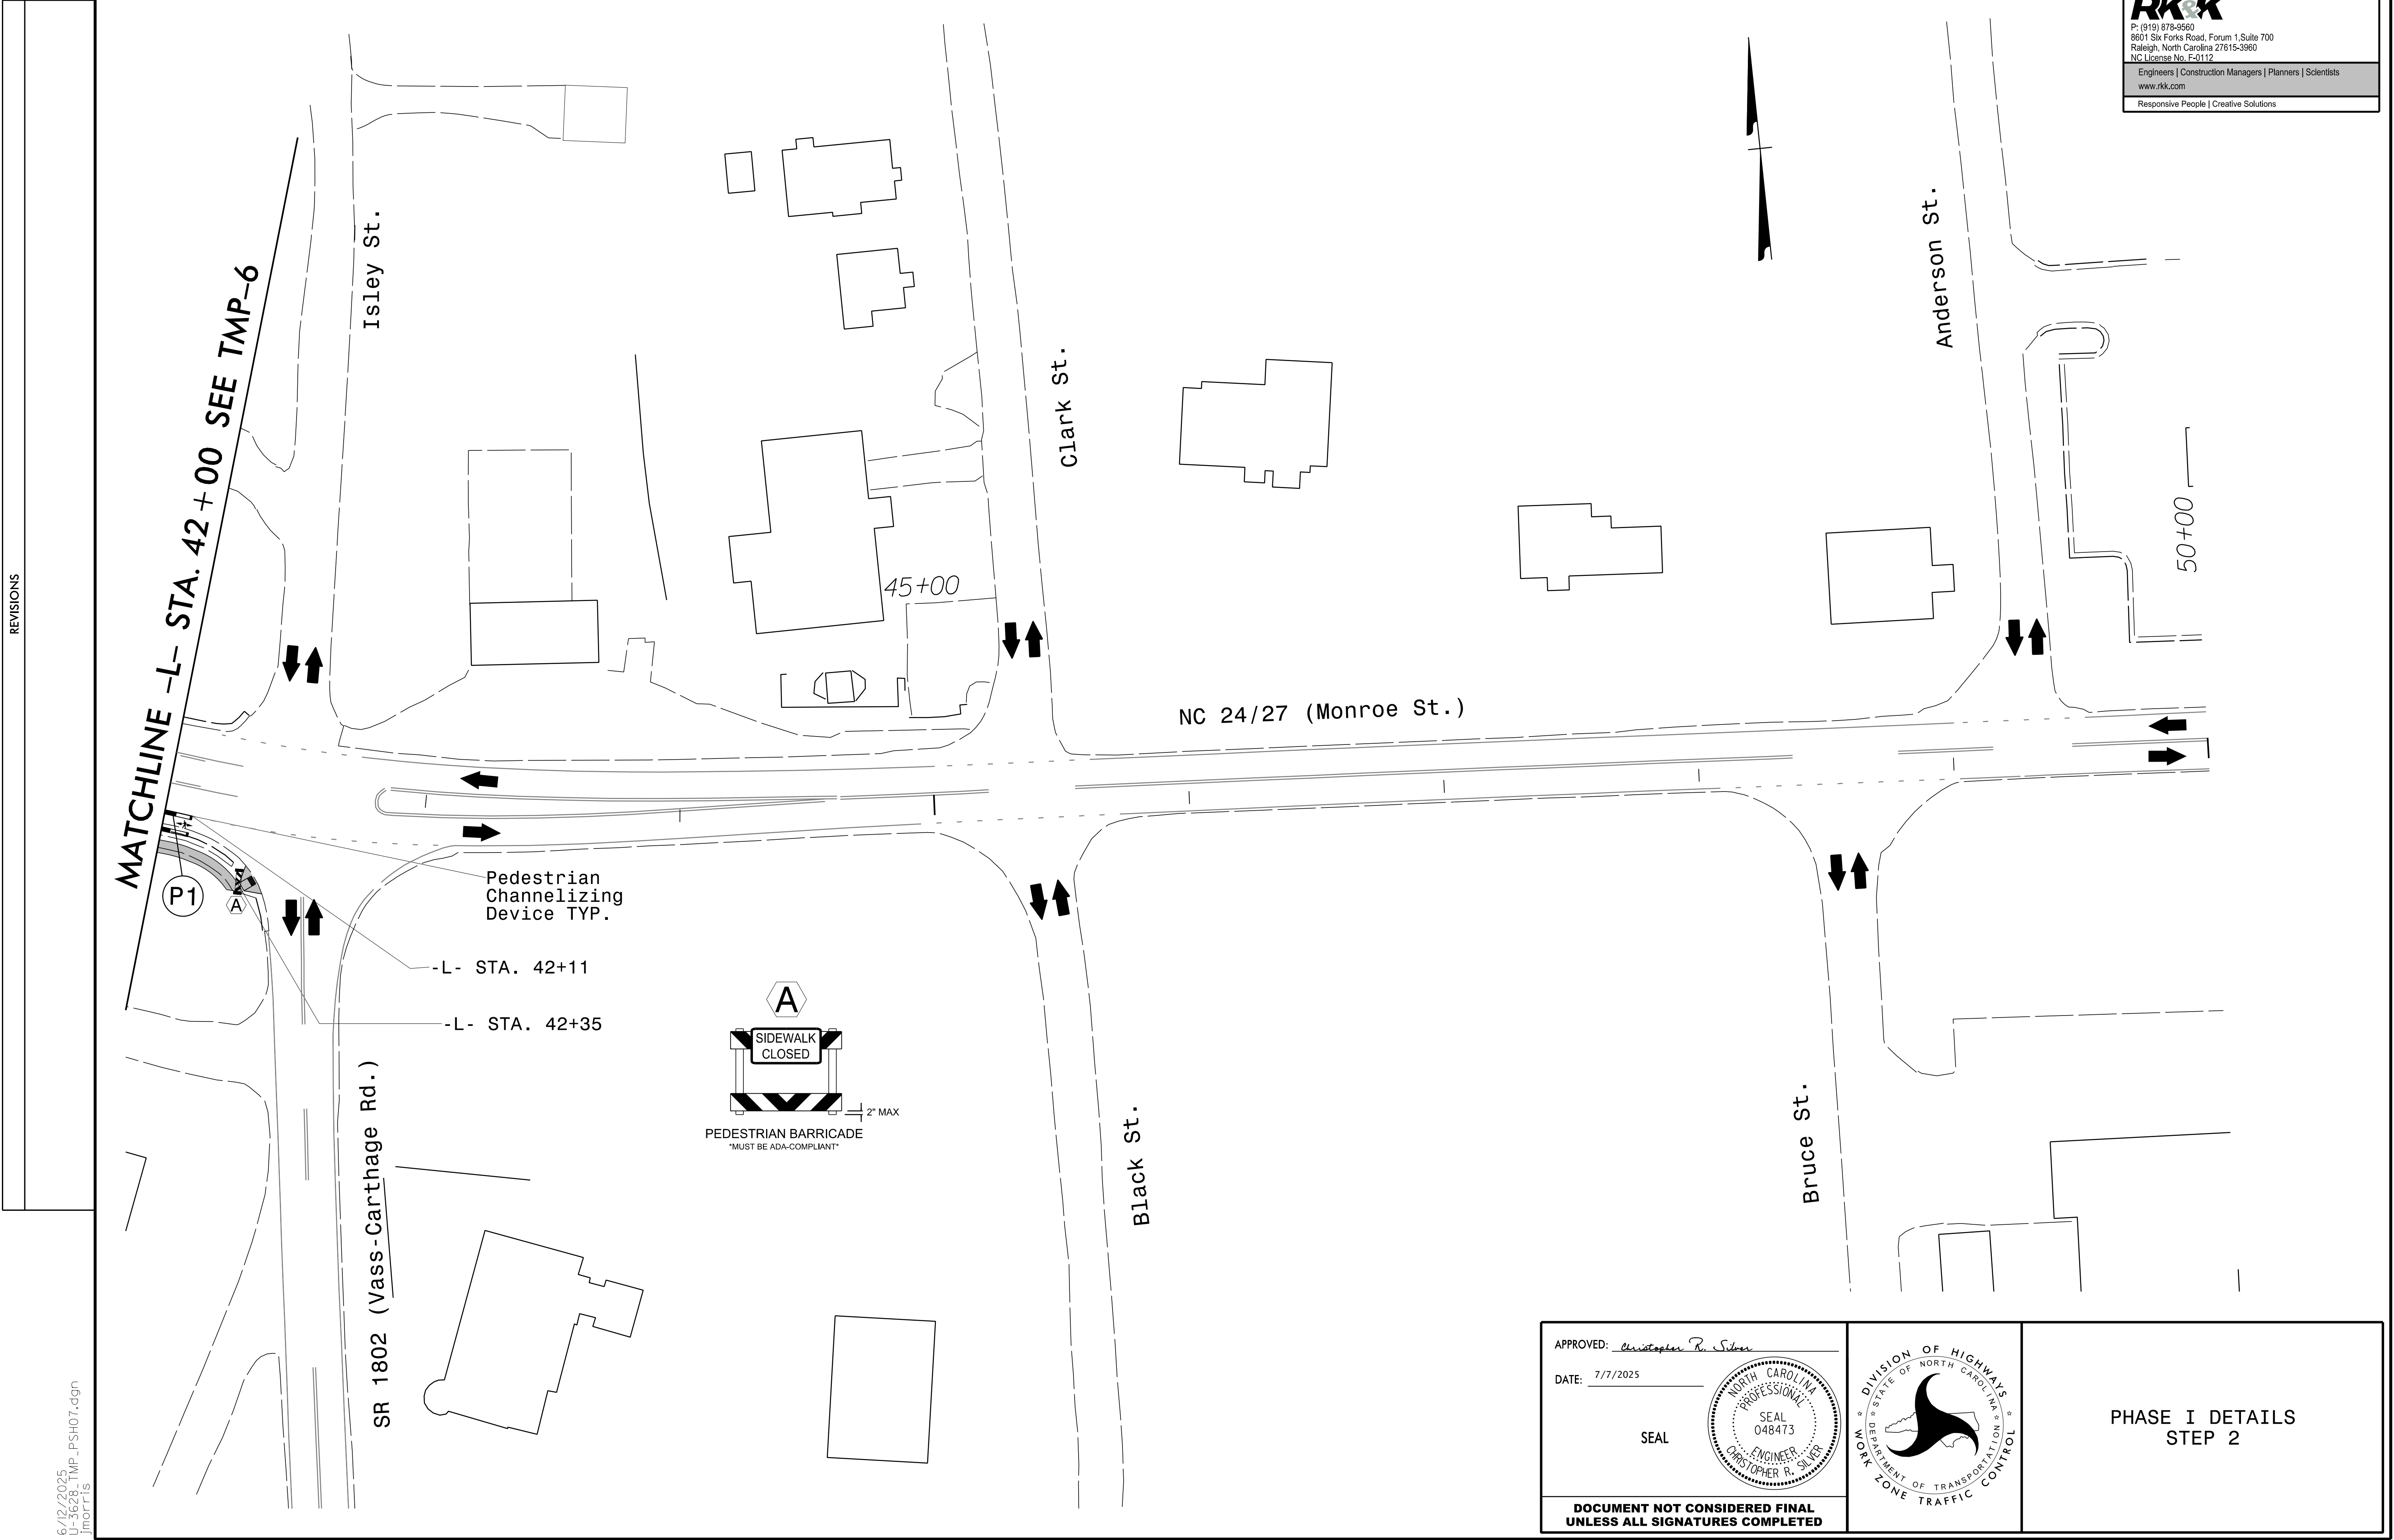 RK&K
P: (919) 878-9560
8601 Six Forks Road, Forum 1,Suite 700
Raleigh, North Carolina 27615-3960
NC License No. F-0112
Engineers | Construction Managers | Planners | Scientists
www.rkk.com
Responsive People | Creative Solutions
REVISIONS
MATCHLINE -L- STA. 42+00 SEE TMP-6
Isley St.
Clark St.
Anderson St.
45+00
50+00
NC 24/27 (Monroe St.)
P1
A
Pedestrian
Channelizing
Device TYP.
-L- STA. 42+11
-L- STA. 42+35
A
SIDEWALK
CLOSED
2" MAX
PEDESTRIAN BARRICADE
*MUST BE ADA-COMPLIANT*
SR 1802 (Vass-Carthage Rd.)
Black St.
Bruce St.
6/12/2025
U-3628_TMP_PSH07.dgn
jmorris
APPROVED: Christopher R. Silver
DATE: 7/7/2025
SEAL
NORTH CAROLINA
PROFESSIONAL
SEAL
048473
ENGINEER
CHRISTOPHER R. SILVER
DOCUMENT NOT CONSIDERED FINAL
UNLESS ALL SIGNATURES COMPLETED
DIVISION OF HIGHWAYS
STATE OF NORTH CAROLINA
DEPARTMENT OF TRANSPORTATION
WORK ZONE TRAFFIC CONTROL
PHASE I DETAILS
STEP 2